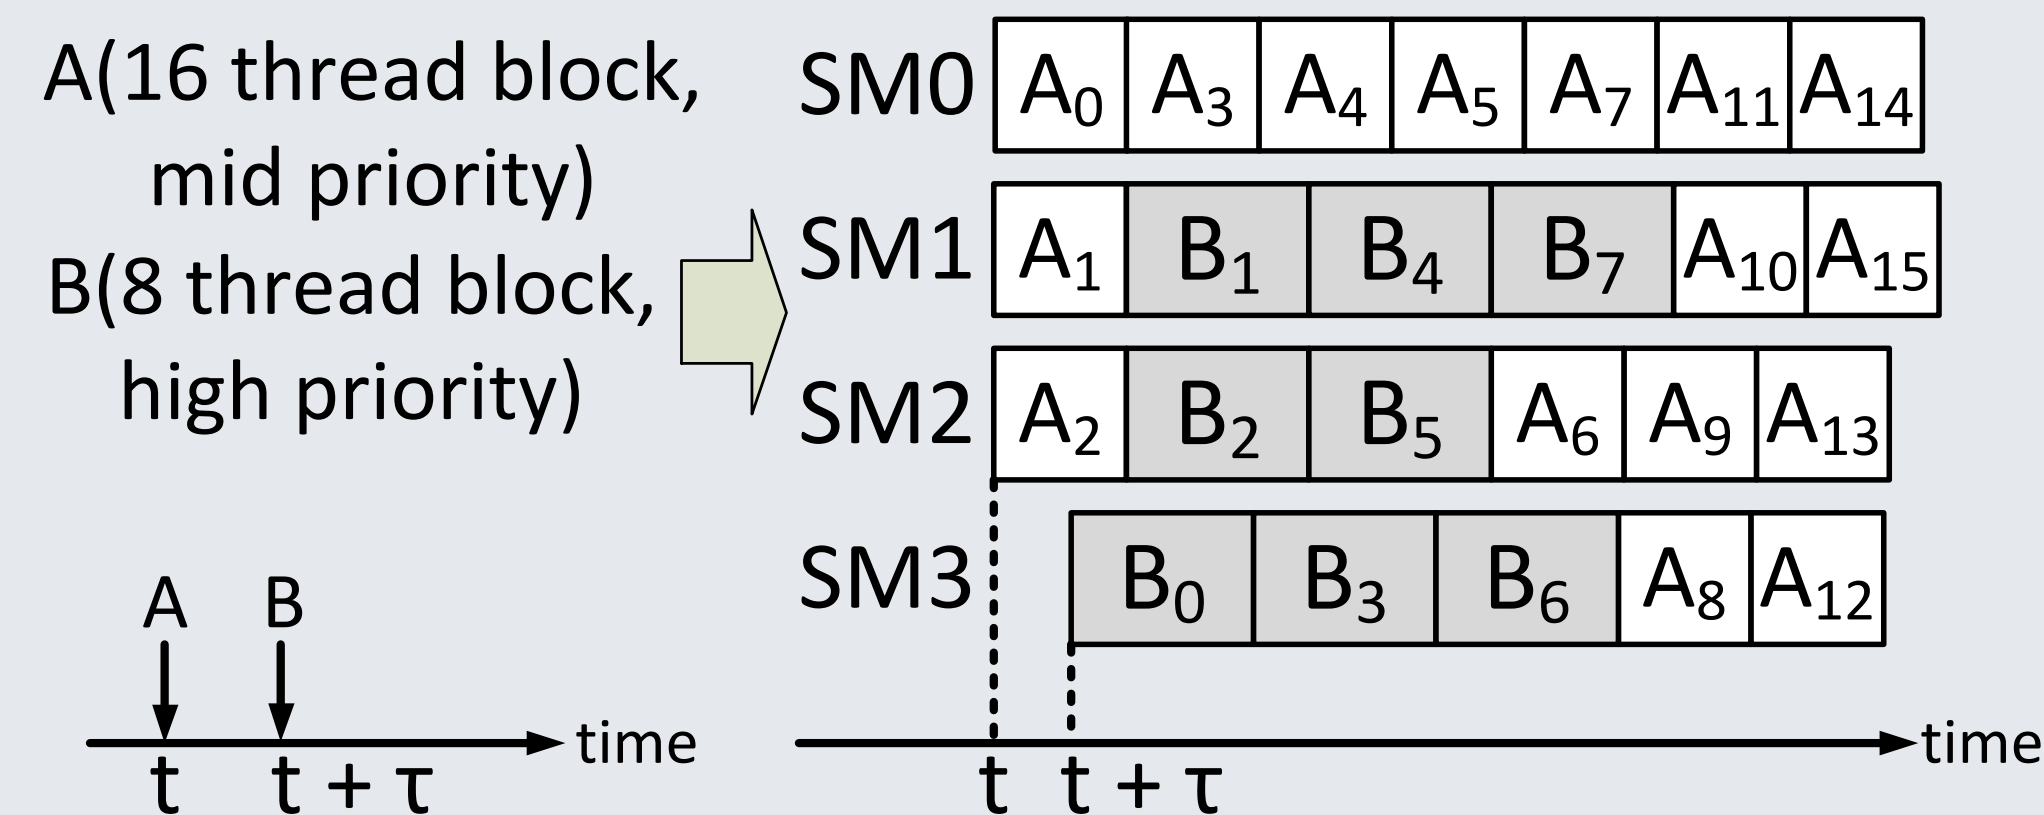 A(16 thread block,
mid priority)
B(8 thread block,
high priority)
A B
time
t t + τ
SM0 A0 A3 A4 A5 A7 A11 A14
SM1 A1 B1 B4 B7 A10 A15
SM2 A2 B2 B5 A6 A9 A13
SM3 B0 B3 B6 A8 A12
time
t t + τ